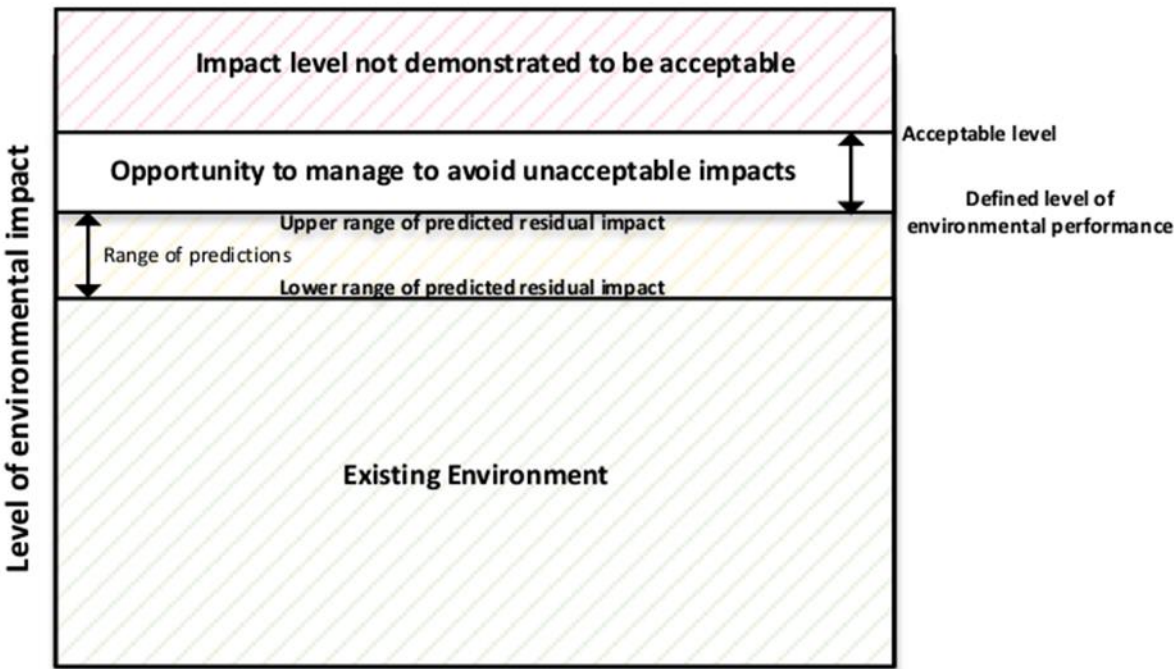 Impact level not demonstrated to be acceptable
Acceptable level
Opportunity to manage to avoid unacceptable impacts
Defined level of
environmental performance
Upper range of predicted residual impact
Range of predictions
Lower range of predicted residual impact
Existing Environment
Level of environmental impact